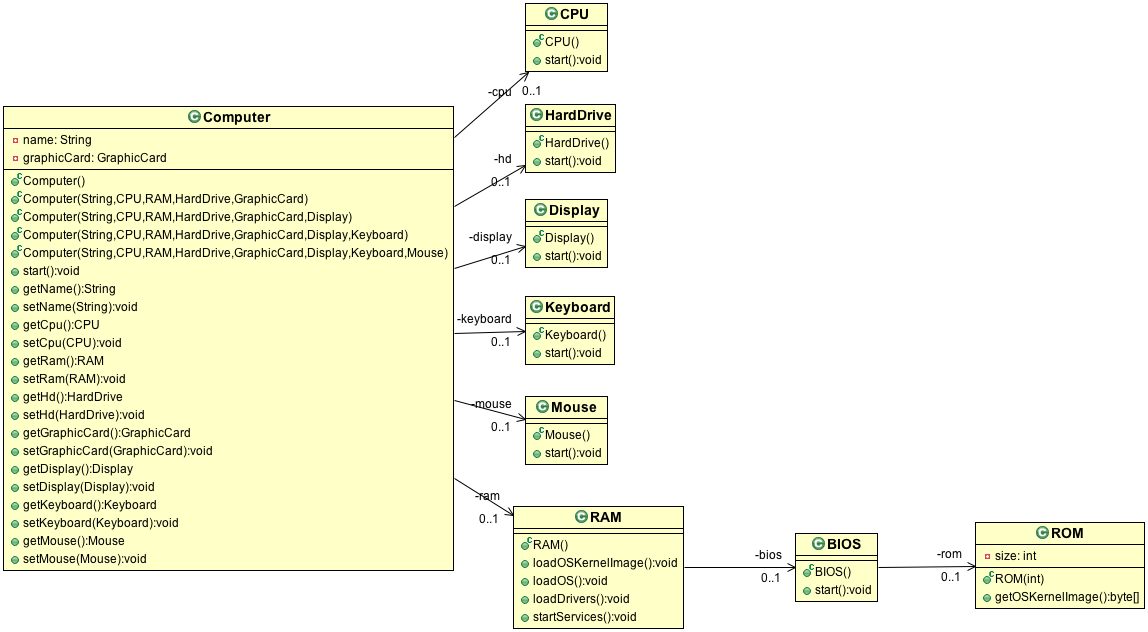 CPU
CPU()
start():void
-cpu
0..1
Computer
name: String
graphicCard: GraphicCard
Computer()
Computer(String,CPU,RAM,HardDrive,GraphicCard)
Computer(String,CPU,RAM,HardDrive,GraphicCard,Display)
Computer(String,CPU,RAM,HardDrive,GraphicCard,Display,Keyboard)
Computer(String,CPU,RAM,HardDrive,GraphicCard,Display,Keyboard,Mouse)
start():void
getName():String
setName(String):void
getCpu():CPU
setCpu(CPU):void
getRam():RAM
setRam(RAM):void
getHd():HardDrive
setHd(HardDrive):void
getGraphicCard():GraphicCard
setGraphicCard(GraphicCard):void
getDisplay():Display
setDisplay(Display):void
getKeyboard():Keyboard
setKeyboard(Keyboard):void
getMouse():Mouse
setMouse(Mouse):void
HardDrive
HardDrive()
start():void
-hd
0..1
Display
Display()
start():void
-display
0..1
Keyboard
Keyboard()
start():void
-keyboard
0..1
Mouse
Mouse()
start():void
-mouse
0..1
-ram
0..1
RAM
RAM()
loadOSKernelImage():void
loadOS():void
loadDrivers():void
startServices():void
-bios
0..1
BIOS
BIOS()
start():void
-rom
0..1
ROM
size: int
ROM(int)
getOSKernelImage():byte[]